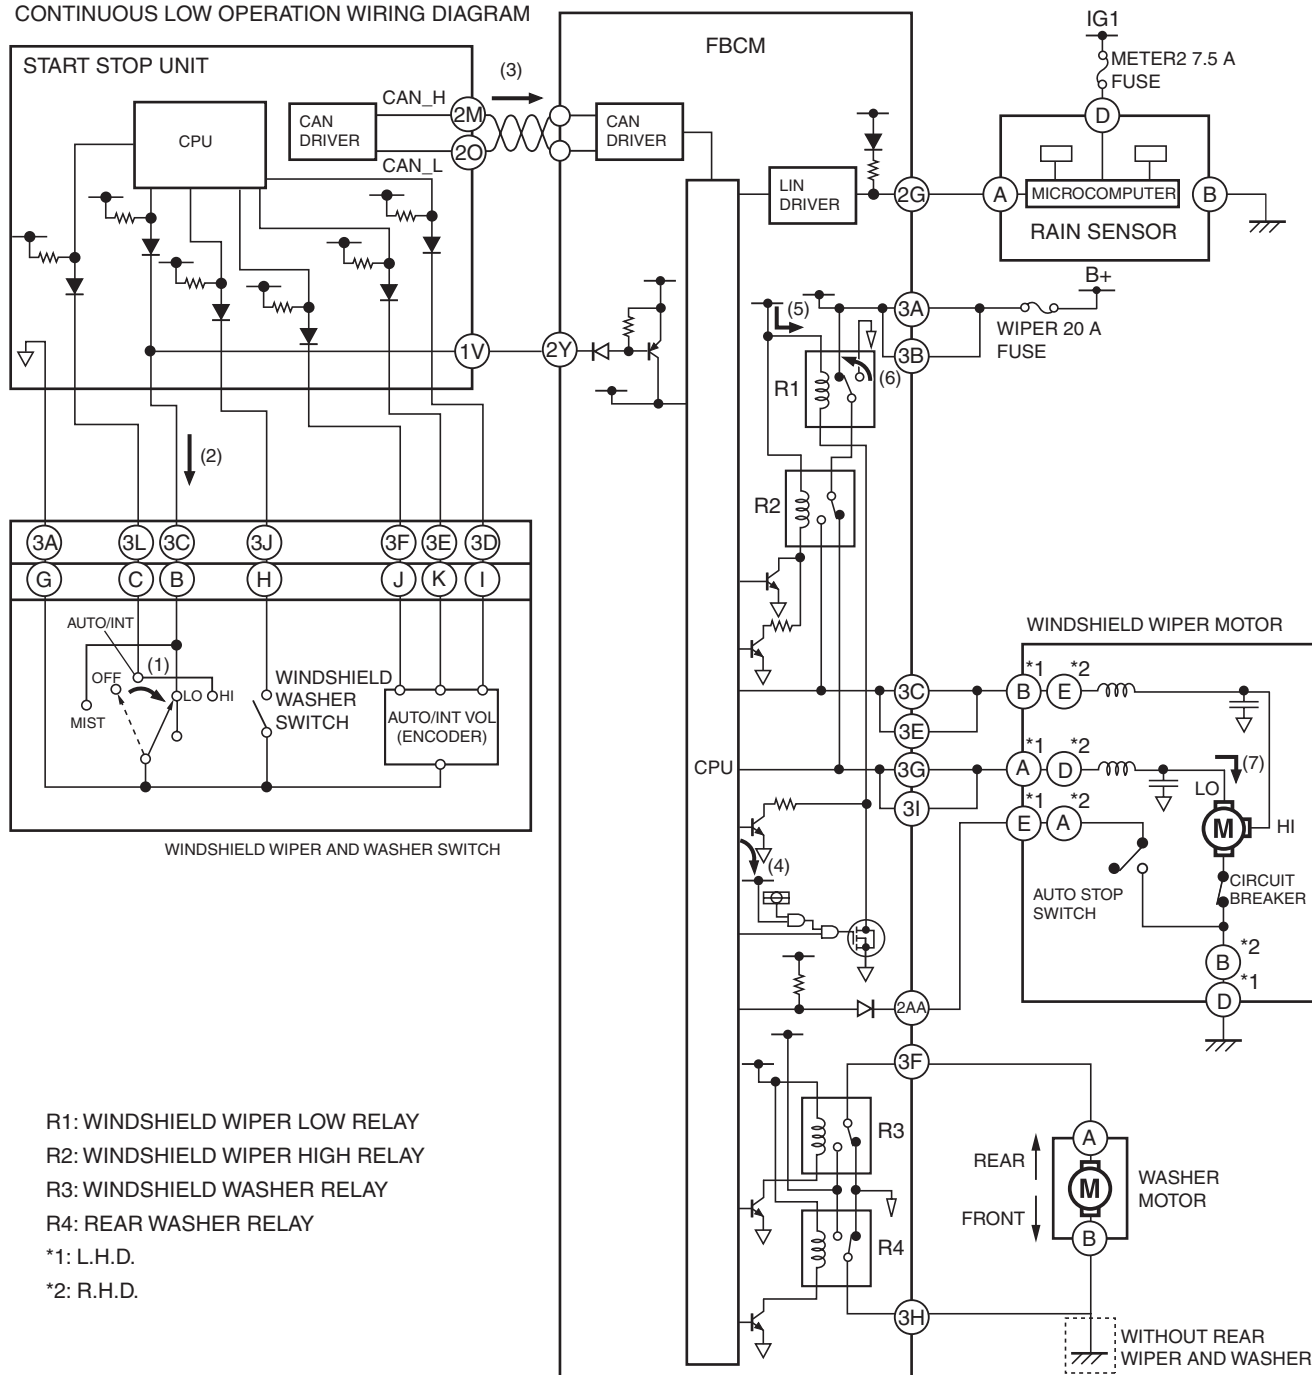 CONTINUOUS LOW OPERATION WIRING DIAGRAM
START STOP UNIT
CPU
CAN
DRIVER
CAN_H
CAN_L
2M
2O
(3)
1V
(2)
FBCM
CAN
DRIVER
LIN
DRIVER
2G
2Y
CPU
IG1
METER2 7.5 A
FUSE
D
A
MICROCOMPUTER
B
RAIN SENSOR
B+
3A
3B
WIPER 20 A
FUSE
(5)
(6)
R1
R2
3A
3L
3C
3J
3F
3E
3D
G
C
B
H
J
K
I
AUTO/INT
(1)
OFF
LO
HI
MIST
WINDSHIELD
WASHER
SWITCH
AUTO/INT VOL
(ENCODER)
WINDSHIELD WIPER AND WASHER SWITCH
3C
3E
3G
3I
(4)
2AA
WINDSHIELD WIPER MOTOR
*1
*2
B
E
*1
*2
A
D
*1
*2
E
A
(7)
LO
M
HI
AUTO STOP
SWITCH
CIRCUIT
BREAKER
B
*2
*1
D
3F
R3
R4
3H
REAR
FRONT
A
M
B
WASHER
MOTOR
WITHOUT REAR
WIPER AND WASHER
R1: WINDSHIELD WIPER LOW RELAY
R2: WINDSHIELD WIPER HIGH RELAY
R3: WINDSHIELD WASHER RELAY
R4: REAR WASHER RELAY
*1: L.H.D.
*2: R.H.D.